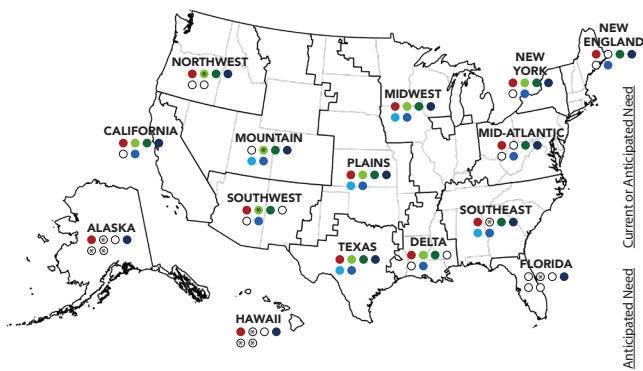 NEW
ENGLAND
NORTHWEST
NEW
YORK
MIDWEST
CALIFORNIA
MOUNTAIN
MID-ATLANTIC
PLAINS
SOUTHWEST
SOUTHEAST
ALASKA
TEXAS
DELTA
FLORIDA
HAWAII
Current or Anticipated Need
Anticipated Need